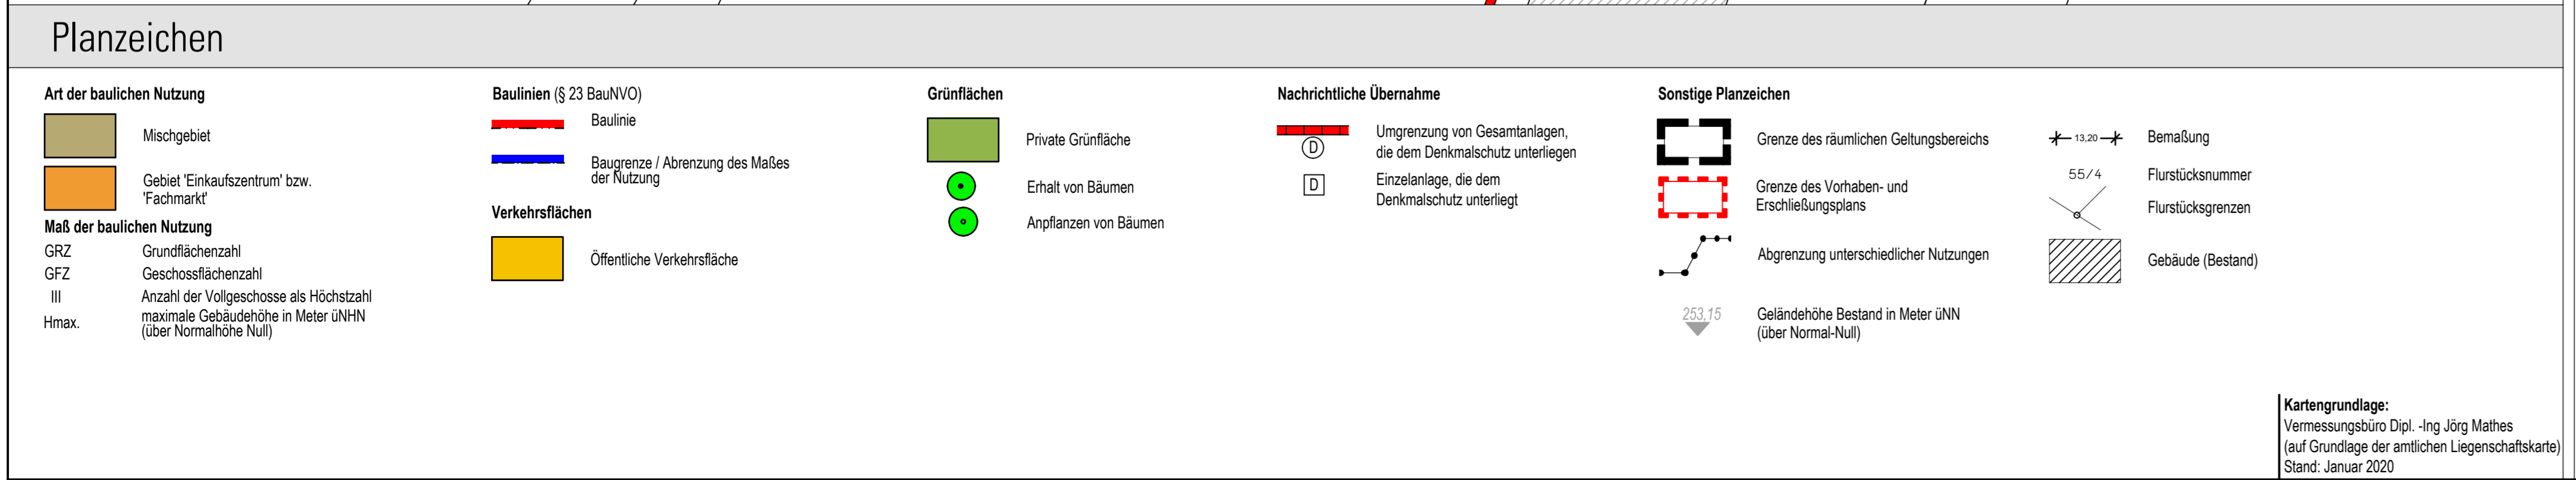 Planzeichen
Art der baulichen Nutzung
Mischgebiet
Gebiet 'Einkaufszentrum' bzw.
'Fachmarkt'
Maß der baulichen Nutzung
GRZ Grundflächenzahl
GFZ Geschossflächenzahl
III Anzahl der Vollgeschosse als Höchstzahl
Hmax. maximale Gebäudehöhe in Meter üNHN
(über Normalhöhe Null)
Baulinien (§ 23 BauNVO)
Baulinie
Baugrenze / Abrenzung des Maßes
der Nutzung
Verkehrsflächen
Öffentliche Verkehrsfläche
Grünflächen
Private Grünfläche
Erhalt von Bäumen
Anpflanzen von Bäumen
Nachrichtliche Übernahme
Umgrenzung von Gesamtanlagen,
D die dem Denkmalschutz unterliegen
D Einzelanlage, die dem
Denkmalschutz unterliegt
Sonstige Planzeichen
Grenze des räumlichen Geltungsbereichs
Grenze des Vorhaben- und
Erschließungsplans
Abgrenzung unterschiedlicher Nutzungen
253,15 Geländehöhe Bestand in Meter üNN
(über Normal-Null)
13,20 Bemaßung
55/4 Flurstücksnummer
Flurstücksgrenzen
Gebäude (Bestand)
Kartengrundlage:
Vermessungsbüro Dipl. -Ing Jörg Mathes
(auf Grundlage der amtlichen Liegenschaftskarte)
Stand: Januar 2020